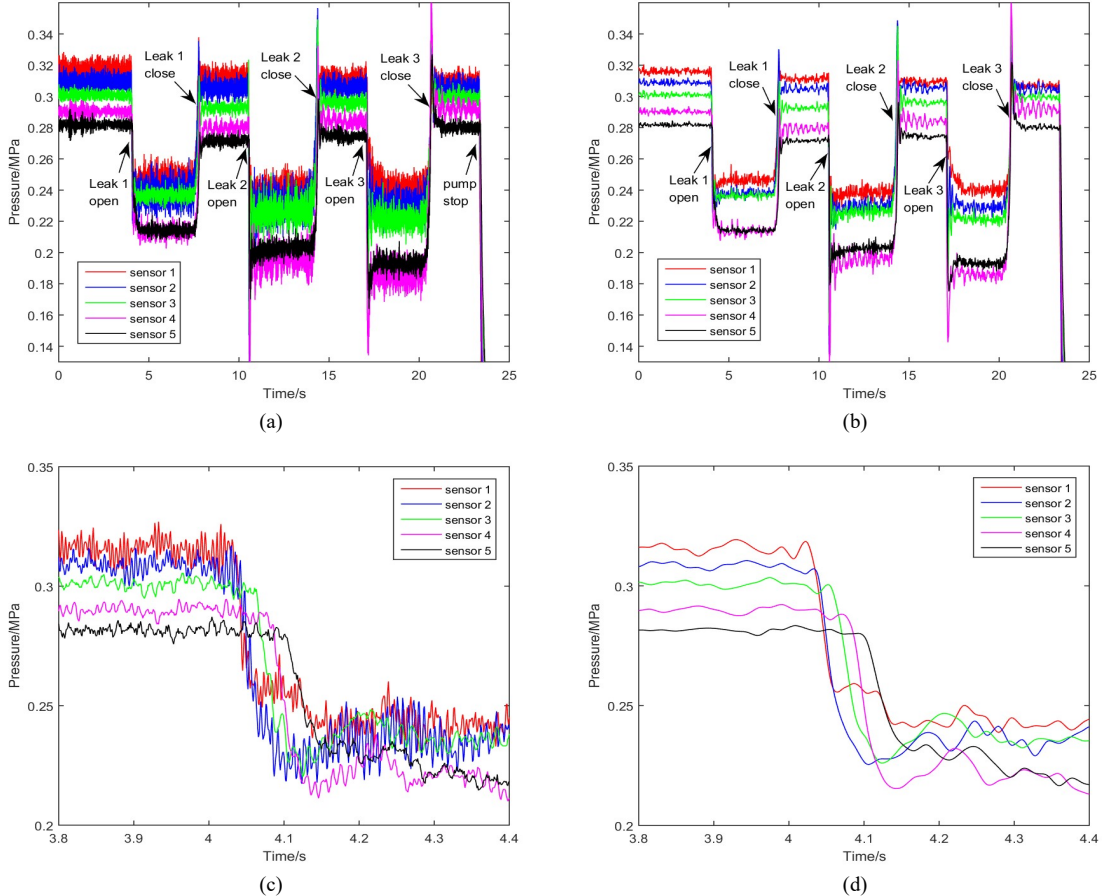 0.34
0.32
0.3
0.28
0.26
0.24
0.22
0.2
0.18
0.16
0.14
Pressure/MPa
Leak 1
close
Leak 2
close
Leak 3
close
Leak 1
open
Leak 2
open
Leak 3
open
pump
stop
sensor 1
sensor 2
sensor 3
sensor 4
sensor 5
0 5 10 15 20 25
Time/s
(a)
0.34
0.32
0.3
0.28
0.26
0.24
0.22
0.2
0.18
0.16
0.14
Pressure/MPa
Leak 1
close
Leak 2
close
Leak 3
close
Leak 1
open
Leak 2
open
Leak 3
open
sensor 1
sensor 2
sensor 3
sensor 4
sensor 5
0 5 10 15 20 25
Time/s
(b)
0.35
0.3
0.25
0.2
Pressure/MPa
sensor 1
sensor 2
sensor 3
sensor 4
sensor 5
3.8 3.9 4 4.1 4.2 4.3 4.4
Time/s
(c)
0.35
0.3
0.25
0.2
Pressure/MPa
sensor 1
sensor 2
sensor 3
sensor 4
sensor 5
3.8 3.9 4 4.1 4.2 4.3 4.4
Time/s
(d)